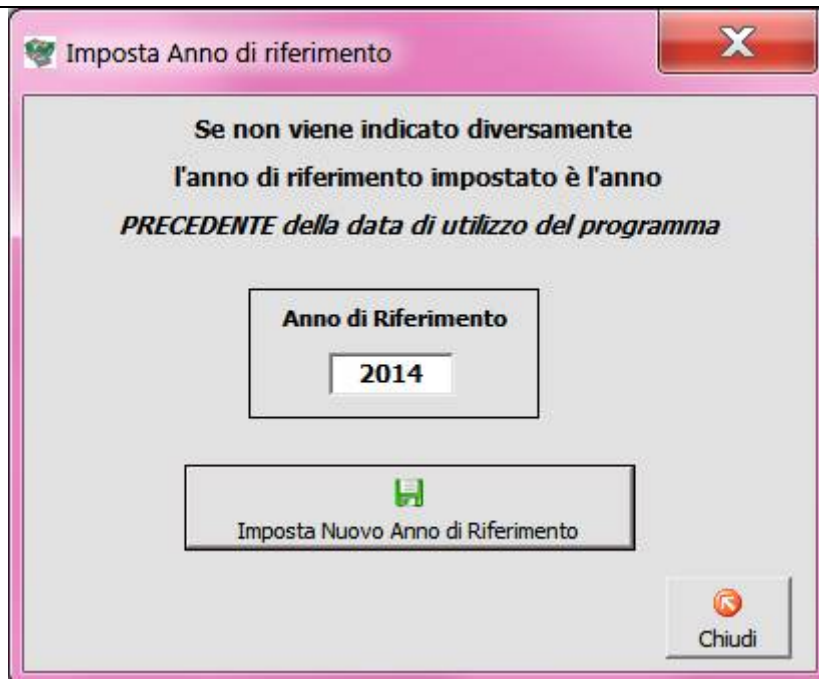 Imposta Anno di riferimento
Se non viene indicato diversamente
l'anno di riferimento impostato è l'anno
PRECEDENTE della data di utilizzo del programma
Anno di Riferimento
2014
Imposta Nuovo Anno di Riferimento
Chiudi